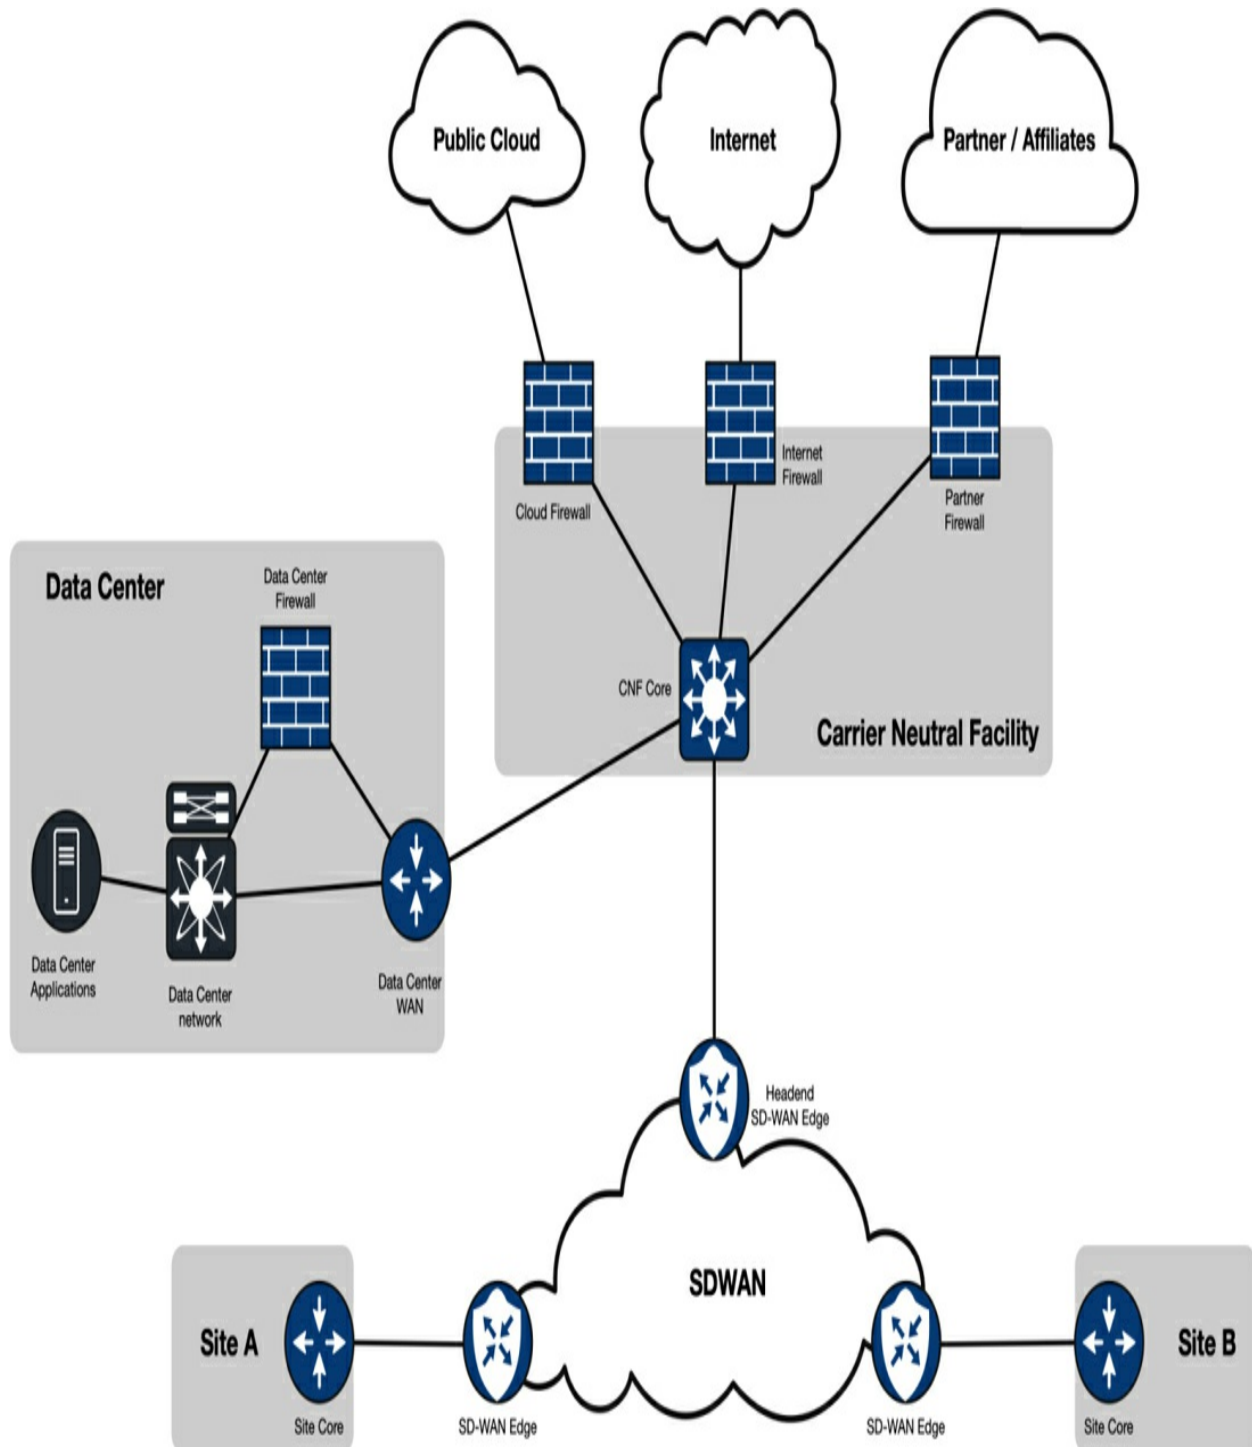 Public Cloud
Internet
Partner / Affiliates
Internet
Firewall
Cloud Firewall
Partner
Firewall
Data Center
Data Center
Firewall
CNF Core
Carrier Neutral Facility
Data Center
Applications
Data Center
network
Data Center
WAN
Headend
SD-WAN Edge
SDWAN
Site A
Site B
Site Core
SD-WAN Edge
SD-WAN Edge
Site Core